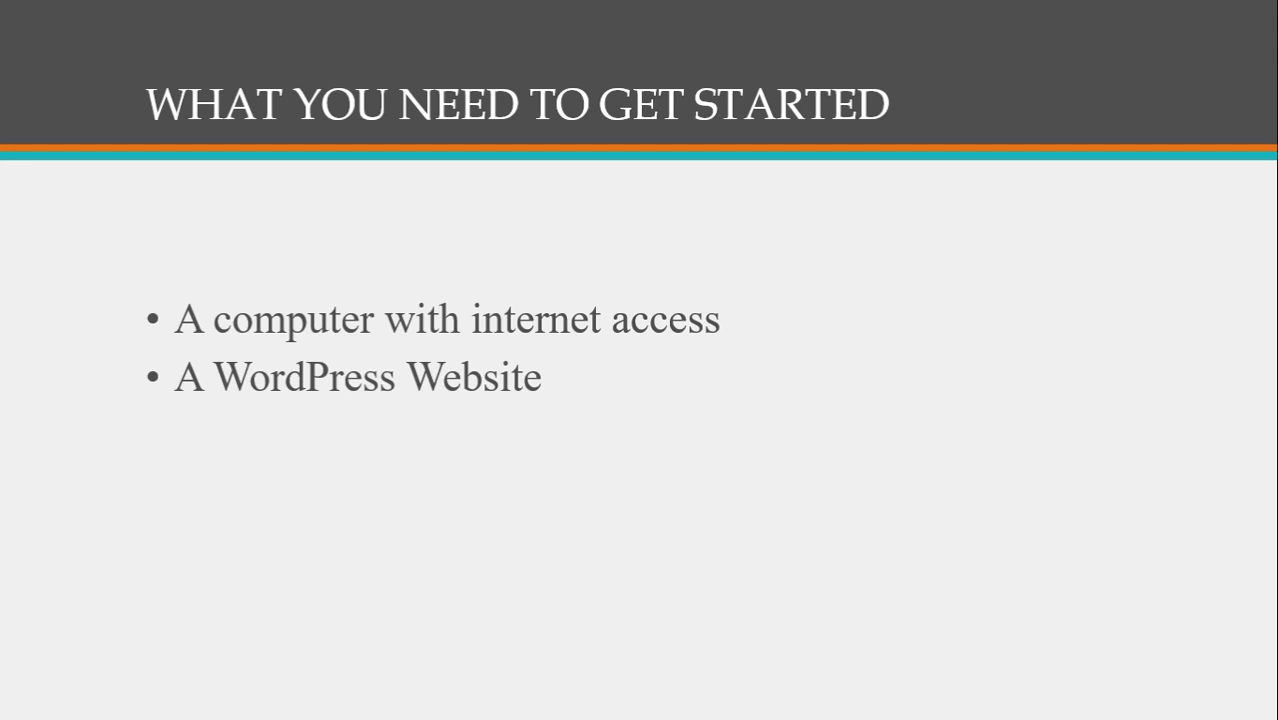 WHAT YOU NEED TO GET STARTED
• A computer with internet access
• A WordPress Website